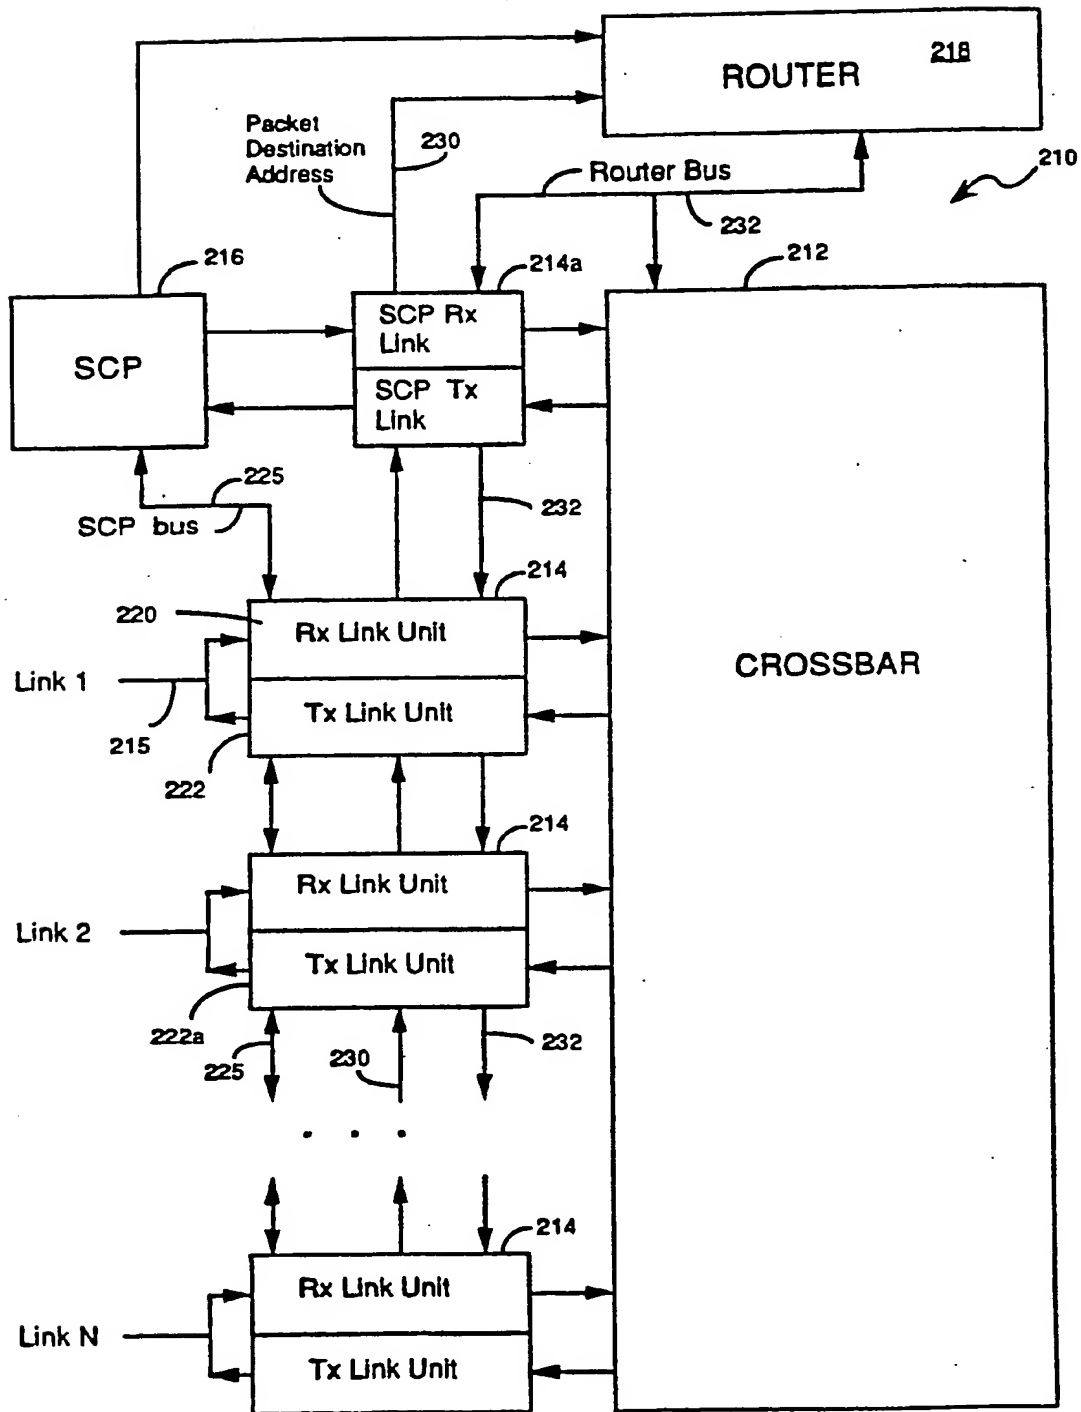 218
ROUTER
Packet
Destination
Address
230
Router Bus
232
210
216
214a
212
SCP
SCP Rx
Link
SCP Tx
Link
225
SCP bus
232
214
220
Rx Link Unit
Link 1
Tx Link Unit
215
222
CROSSBAR
214
Rx Link Unit
Link 2
Tx Link Unit
222a
225
230
232
. . .
214
Rx Link Unit
Link N
Tx Link Unit